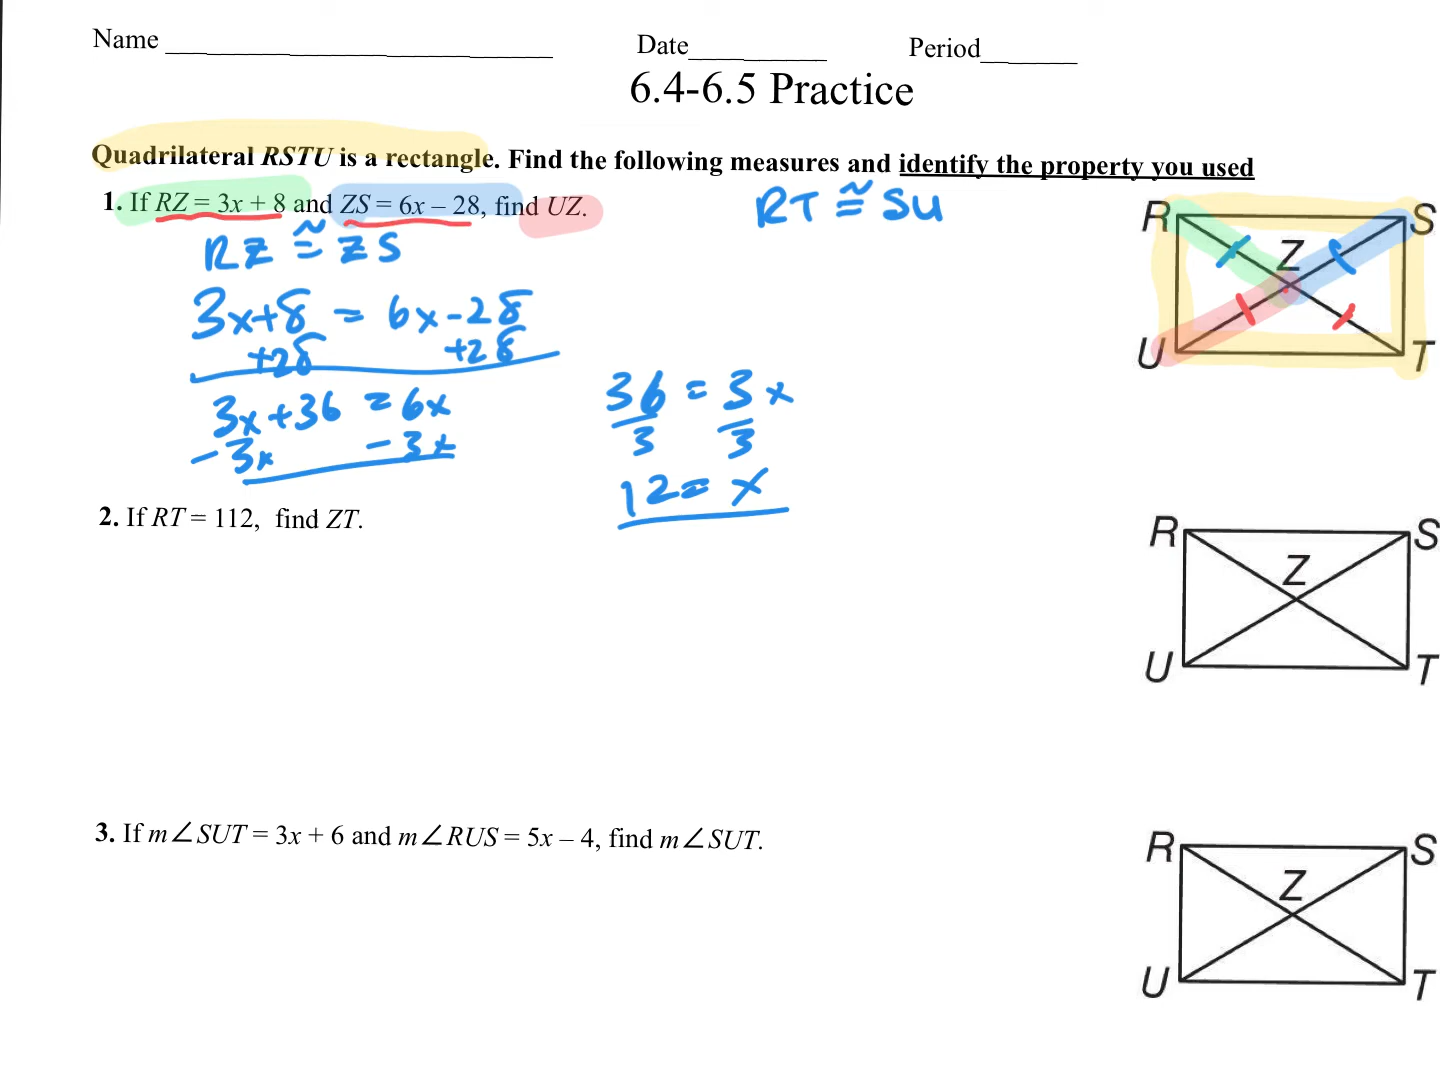 Name ____________ Date________ Period______
6.4-6.5 Practice
Quadrilateral RSTU is a rectangle. Find the following measures and identify the property you used
1. If RZ = 3x + 8 and ZS = 6x – 28, find UZ.
RT ≅ SU
RZ ≅ ZS
3x+8 = 6x-28
+28 +28
3x+36 = 6x
-3x -3x
36 = 3x
3 3
12 = x
R S
Z
U T
2. If RT = 112, find ZT.
R S
Z
U T
3. If m∠SUT = 3x + 6 and m∠RUS = 5x – 4, find m∠SUT.
R S
Z
U T